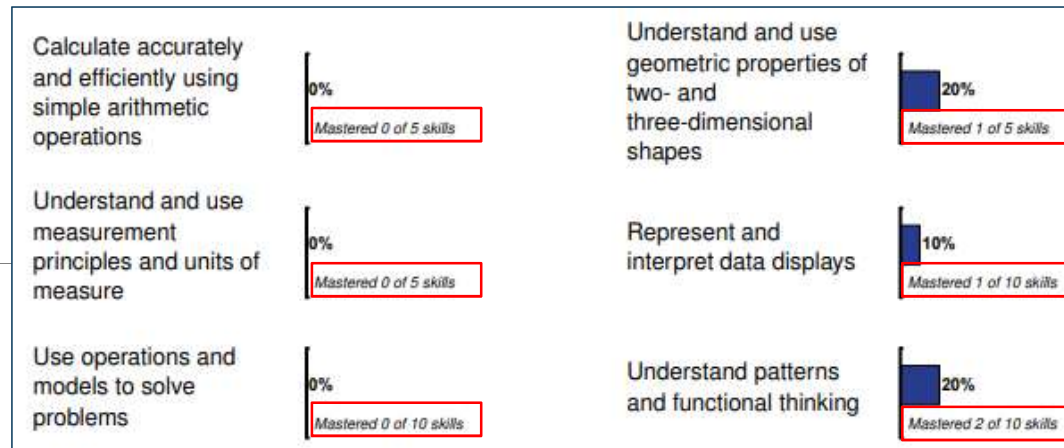 Calculate accurately
and efficiently using
simple arithmetic
operations
0%
Mastered 0 of 5 skills
Understand and use
measurement
principles and units of
measure
0%
Mastered 0 of 5 skills
Use operations and
models to solve
problems
0%
Mastered 0 of 10 skills
Understand and use
geometric properties of
two- and
three-dimensional
shapes
20%
Mastered 1 of 5 skills
Represent and
interpret data displays
10%
Mastered 1 of 10 skills
Understand patterns
and functional thinking
20%
Mastered 2 of 10 skills